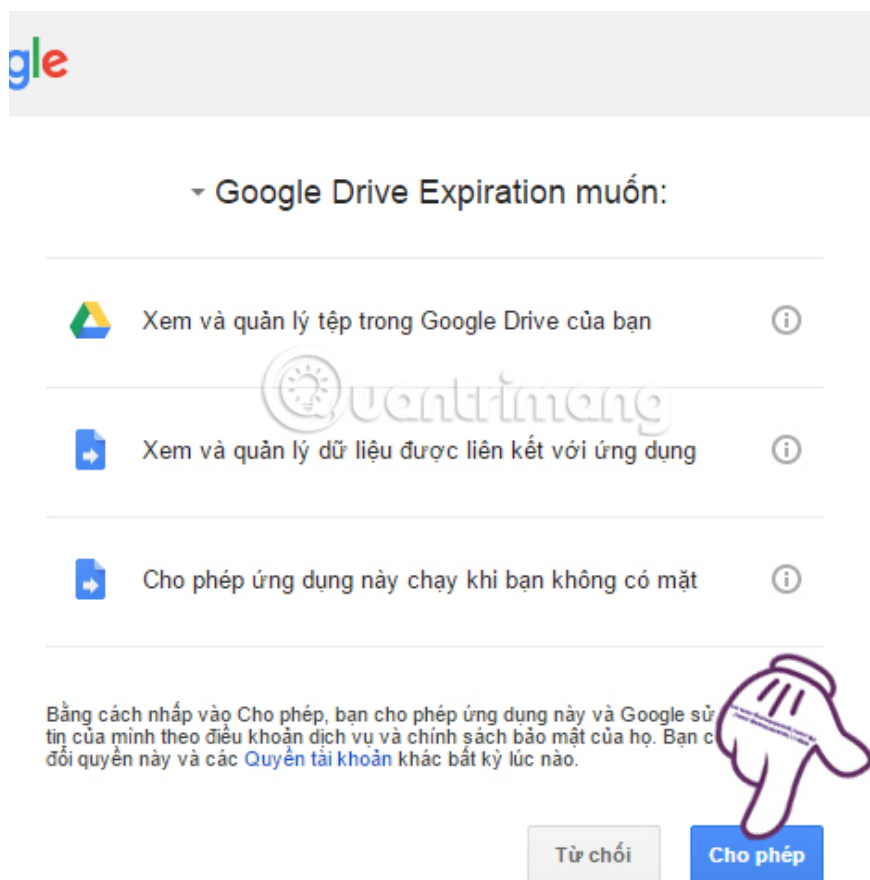 gle
Google Drive Expiration muốn:
Xem và quản lý tệp trong Google Drive của bạn
Quantrimang
Xem và quản lý dữ liệu được liên kết với ứng dụng
Cho phép ứng dụng này chạy khi bạn không có mặt
Bằng cách nhấp vào Cho phép, bạn cho phép ứng dụng này và Google sử
tin của mình theo điều khoản dịch vụ và chính sách bảo mật của họ. Bạn c
đổi quyền này và các Quyền tài khoản khác bất kỳ lúc nào.
Từ chối
Cho phép